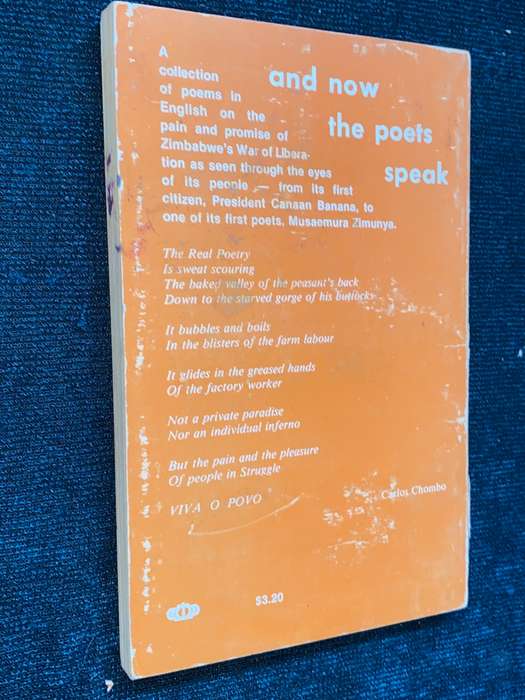 and now
the poets
speak
A
collection
of poems in
English on the
pain and promise of
Zimbabwe's War of Libera-
tion as seen through the eyes
of its people — from its first
citizen, President Canaan Banana, to
one of its first poets, Musaemura Zimunya.
The Real Poetry
Is sweat scouring
The baked valley of the peasant's back
Down to the starved gorge of his buttocks
It bubbles and boils
In the blisters of the farm labour
It glides in the greased hands
Of the factory worker
Not a private paradise
Nor an individual inferno
But the pain and the pleasure
Of people in Struggle
VIVA O POVO
Carlos Chombo
$3.20